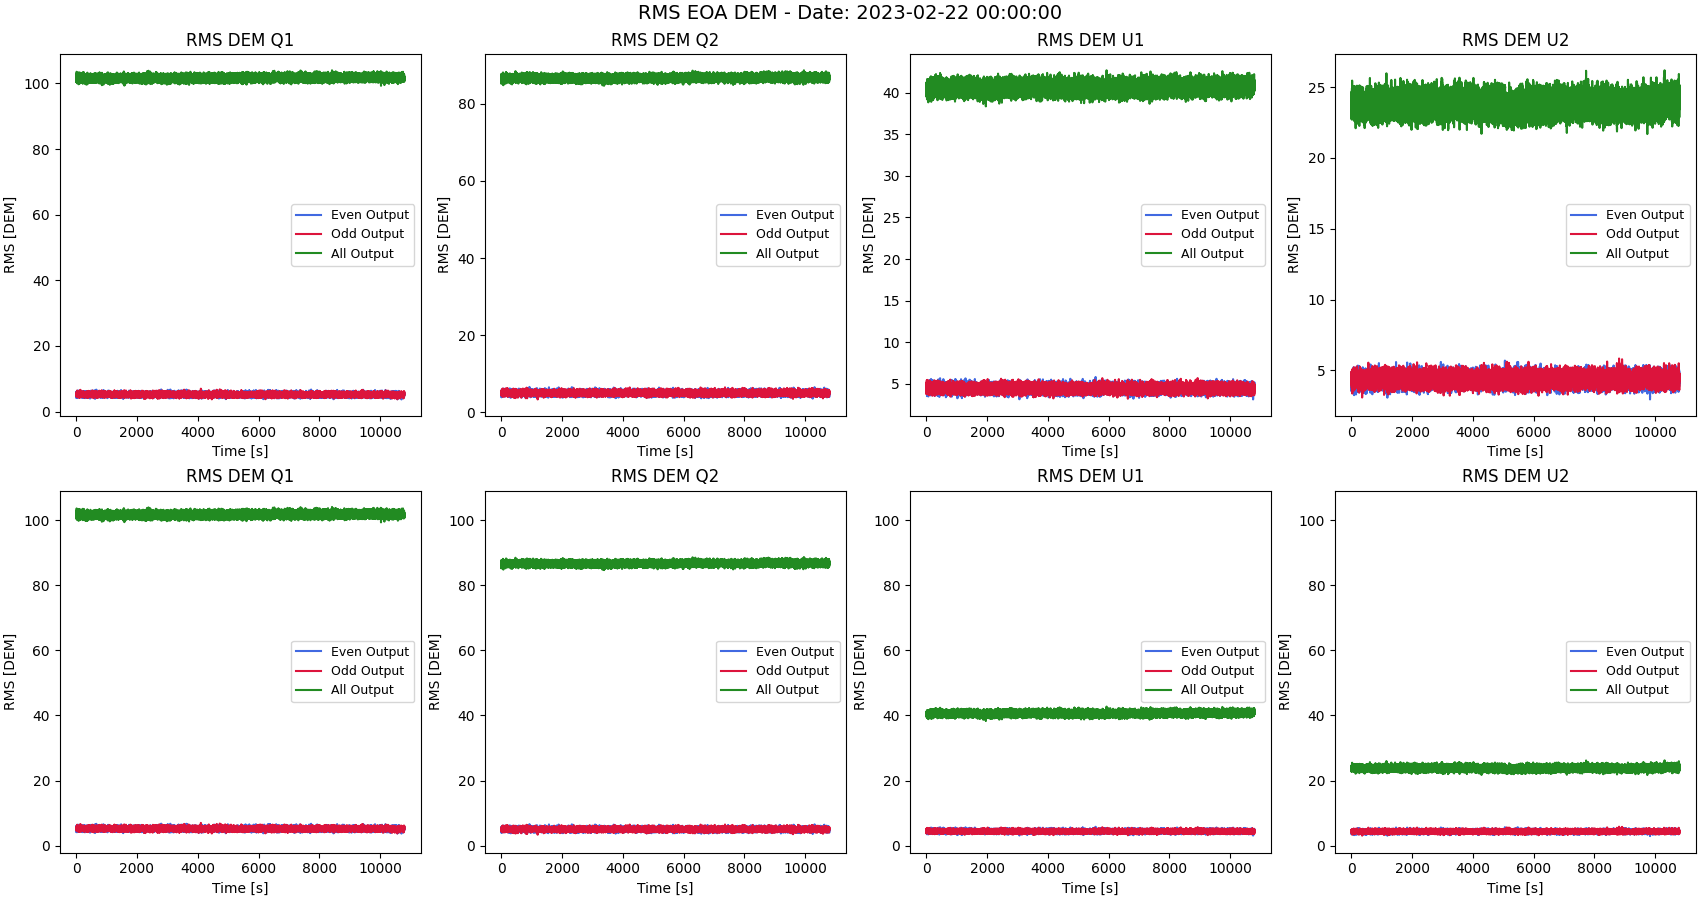 RMS EOA DEM - Date: 2023-02-22 00:00:00
RMS DEM Q1
RMS [DEM]
100
80
60
40
20
0
Even Output
Odd Output
All Output
0 2000 4000 6000 8000 10000
Time [s]
RMS DEM Q2
RMS [DEM]
80
60
40
20
0
Even Output
Odd Output
All Output
0 2000 4000 6000 8000 10000
Time [s]
RMS DEM U1
RMS [DEM]
40
35
30
25
20
15
10
5
Even Output
Odd Output
All Output
0 2000 4000 6000 8000 10000
Time [s]
RMS DEM U2
RMS [DEM]
25
20
15
10
5
Even Output
Odd Output
All Output
0 2000 4000 6000 8000 10000
Time [s]
RMS DEM Q1
RMS [DEM]
100
80
60
40
20
0
Even Output
Odd Output
All Output
0 2000 4000 6000 8000 10000
Time [s]
RMS DEM Q2
RMS [DEM]
100
80
60
40
20
0
Even Output
Odd Output
All Output
0 2000 4000 6000 8000 10000
Time [s]
RMS DEM U1
RMS [DEM]
100
80
60
40
20
0
Even Output
Odd Output
All Output
0 2000 4000 6000 8000 10000
Time [s]
RMS DEM U2
RMS [DEM]
100
80
60
40
20
0
Even Output
Odd Output
All Output
0 2000 4000 6000 8000 10000
Time [s]